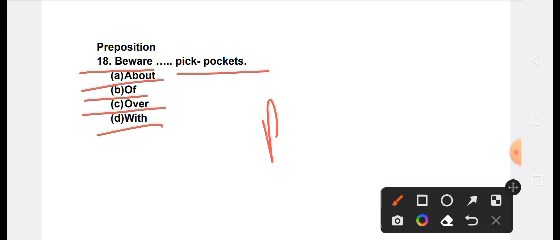 Preposition
18. Beware ..... pick- pockets.
(a)About
(b)Of
(c)Over
(d)With